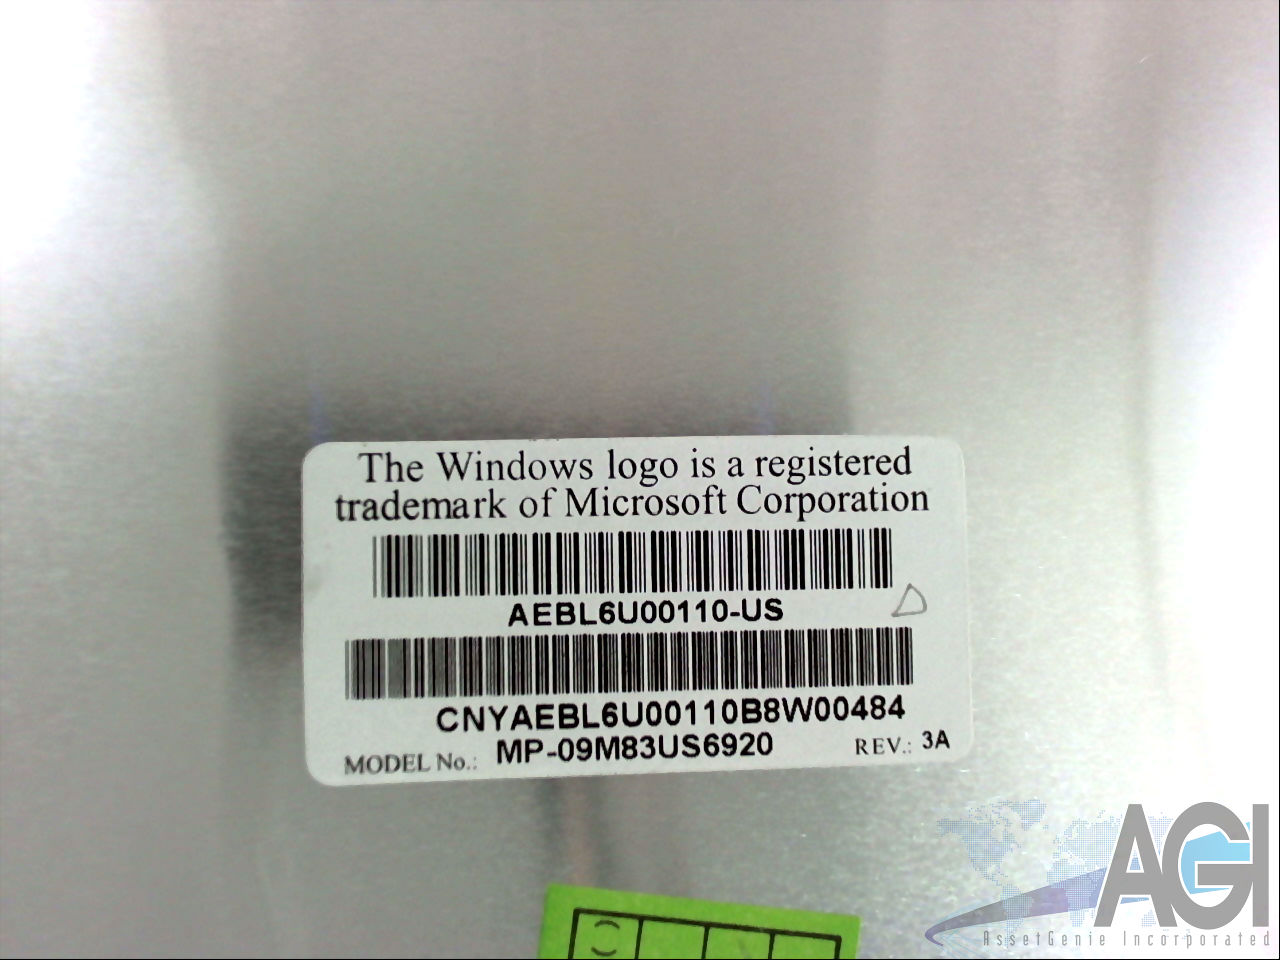 The Windows logo is a registered
trademark of Microsoft Corporation
AEBL6U00110-US
CNYAEBL6U00110B8W00484
MODEL No.: MP-09M83US6920 REV.: 3A
AGI
AssetGenie Incorporated